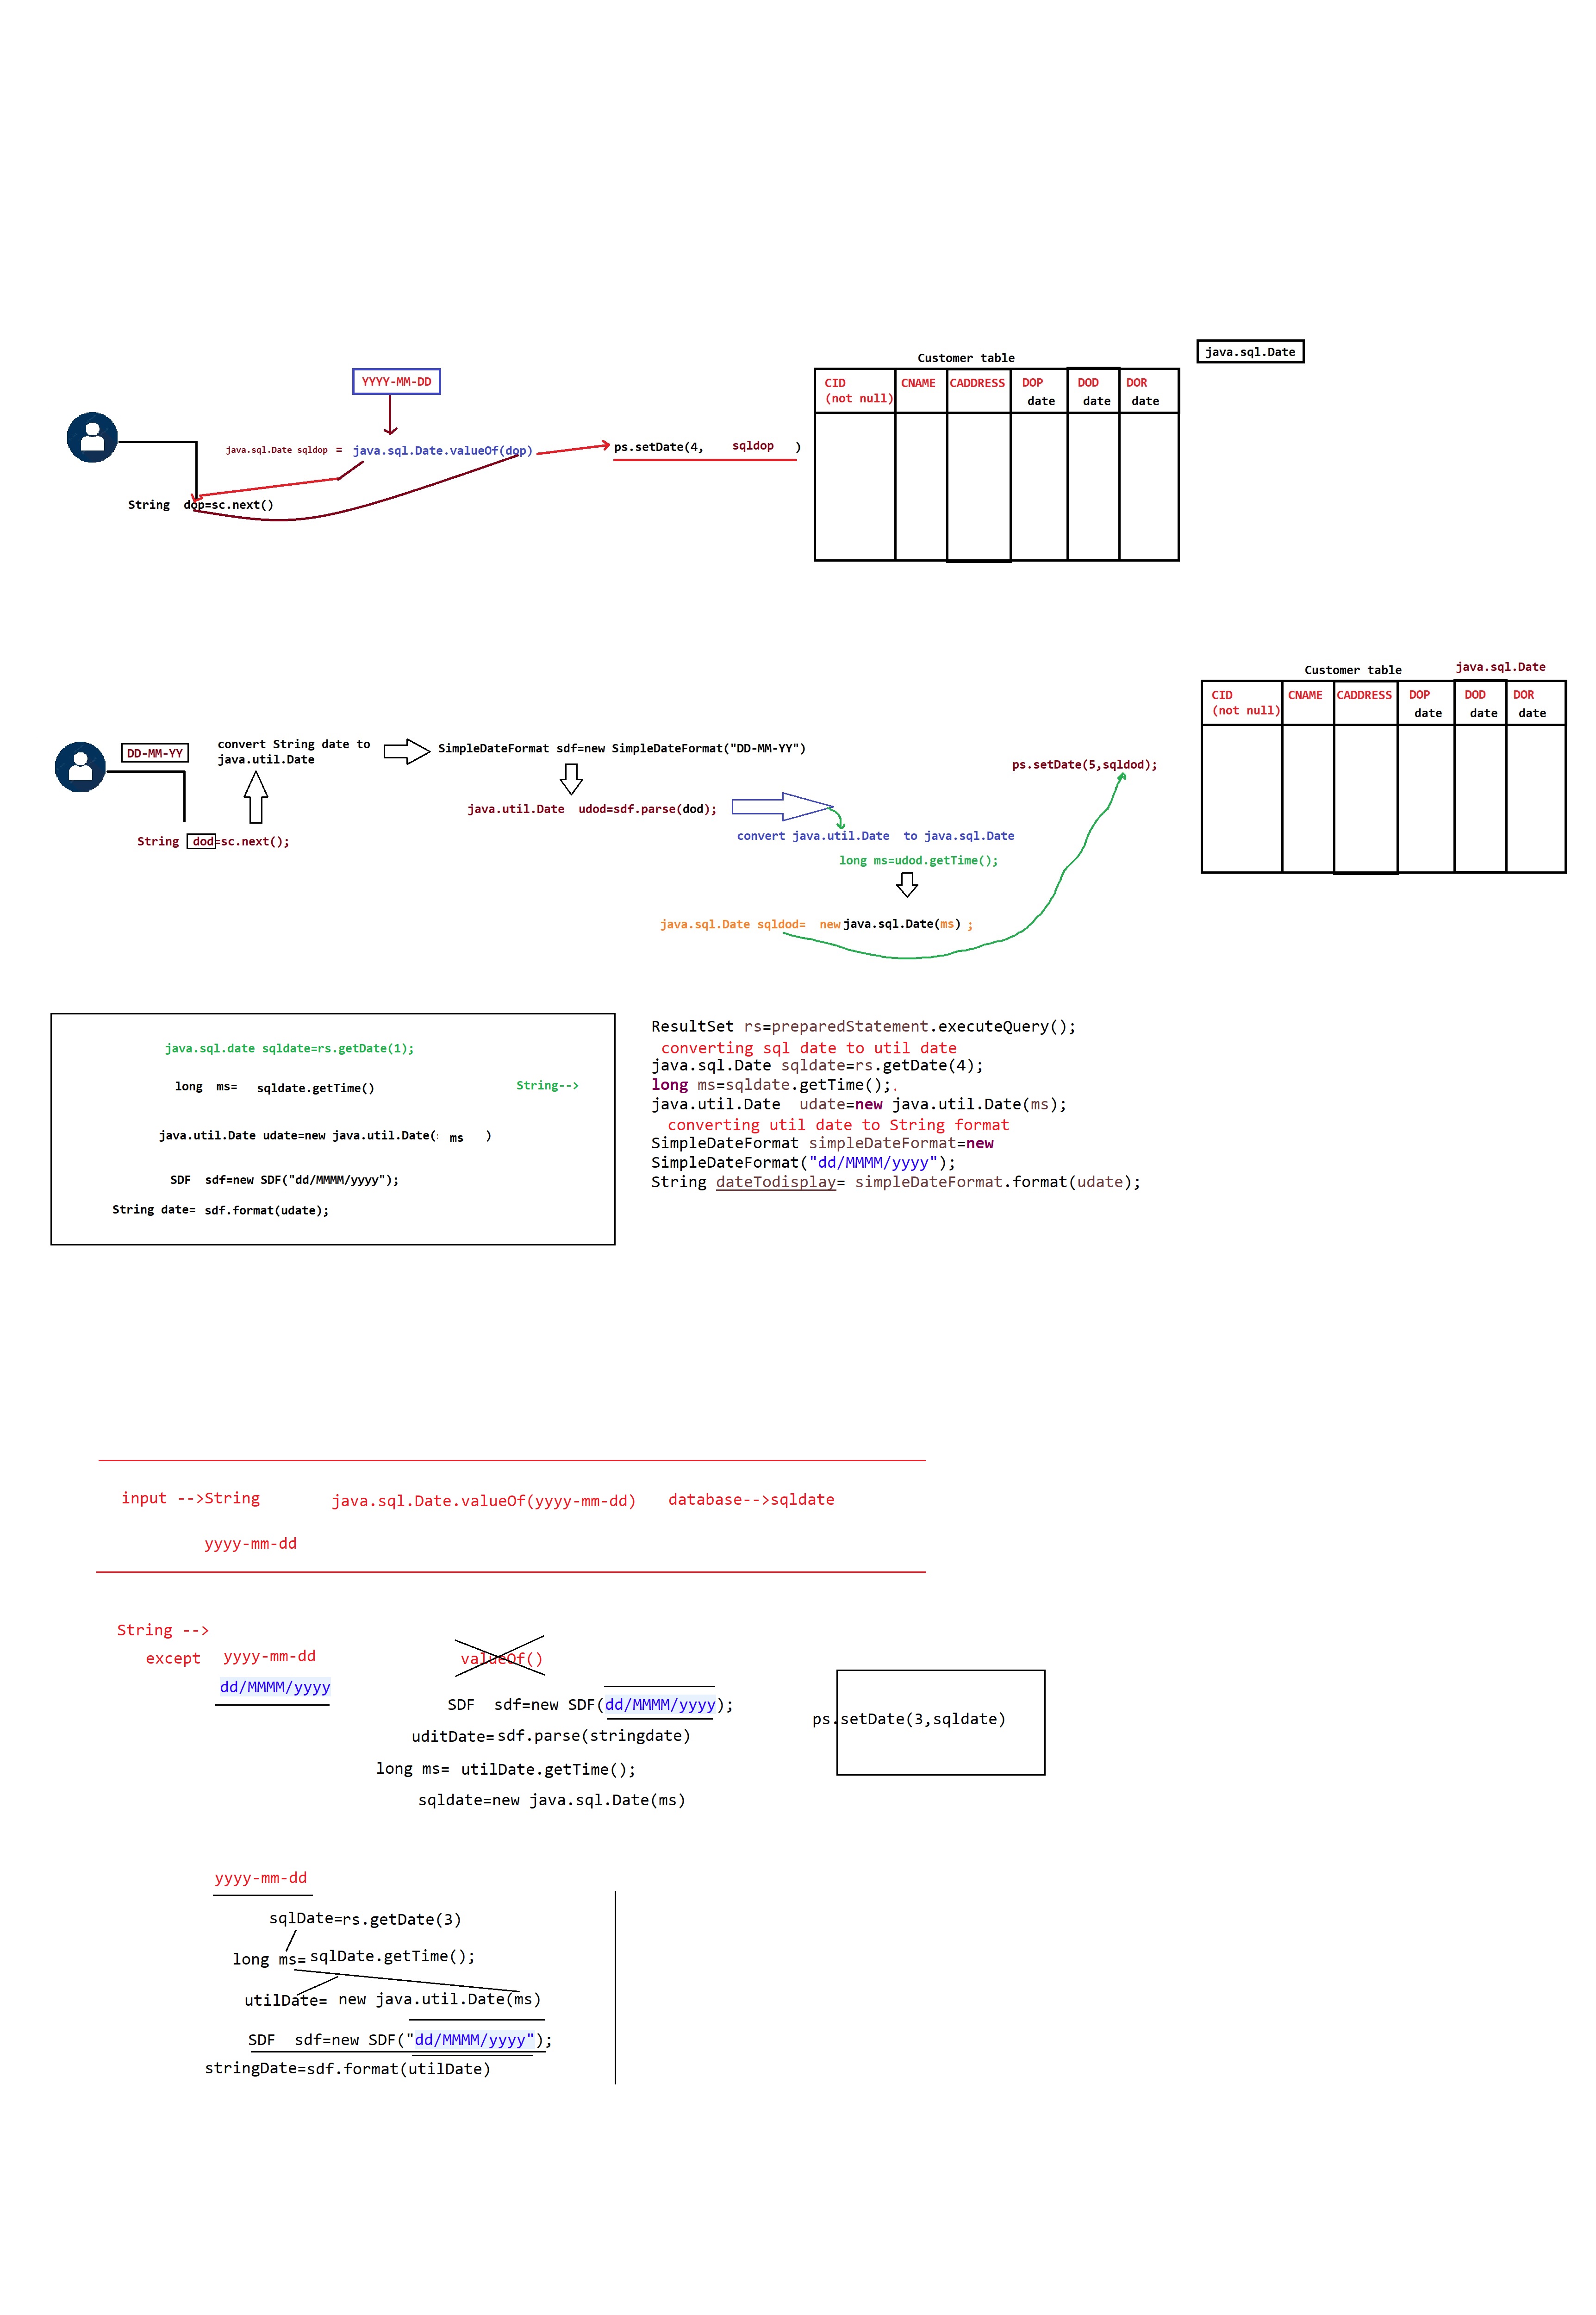 java.sql.Date
Customer table
YYYY-MM-DD
CID
(not null)
CNAME
CADDRESS
DOP
date
DOD
date
DOR
date
java.sql.Date sqldop = java.sql.Date.valueOf(dop)
ps.setDate(4, sqldop )
String dop=sc.next()
Customer table
java.sql.Date
CID
(not null)
CNAME
CADDRESS
DOP
date
DOD
date
DOR
date
DD-MM-YY
convert String date to
java.util.Date
SimpleDateFormat sdf=new SimpleDateFormat("DD-MM-YY")
ps.setDate(5,sqldod);
java.util.Date udod=sdf.parse(dod);
String dod=sc.next();
convert java.util.Date to java.sql.Date
long ms=udod.getTime();
java.sql.Date sqldod= new java.sql.Date(ms) ;
java.sql.date sqldate=rs.getDate(1);
long ms= sqldate.getTime()
String-->
java.util.Date udate=new java.util.Date( ms )
SDF sdf=new SDF("dd/MMMM/yyyy");
String date= sdf.format(udate);
ResultSet rs=preparedStatement.executeQuery();
converting sql date to util date
java.sql.Date sqldate=rs.getDate(4);
long ms=sqldate.getTime();
java.util.Date udate=new java.util.Date(ms);
converting util date to String format
SimpleDateFormat simpleDateFormat=new
SimpleDateFormat("dd/MMMM/yyyy");
String dateTodisplay= simpleDateFormat.format(udate);
input -->String java.sql.Date.valueOf(yyyy-mm-dd) database-->sqldate
yyyy-mm-dd
String -->
except yyyy-mm-dd
valueOf()
dd/MMMM/yyyy
SDF sdf=new SDF(dd/MMMM/yyyy);
ps.setDate(3,sqldate)
uditDate=sdf.parse(stringdate)
long ms= utilDate.getTime();
sqldate=new java.sql.Date(ms)
yyyy-mm-dd
sqlDate=rs.getDate(3)
long ms=sqlDate.getTime();
utilDate= new java.util.Date(ms)
SDF sdf=new SDF("dd/MMMM/yyyy");
stringDate=sdf.format(utilDate)